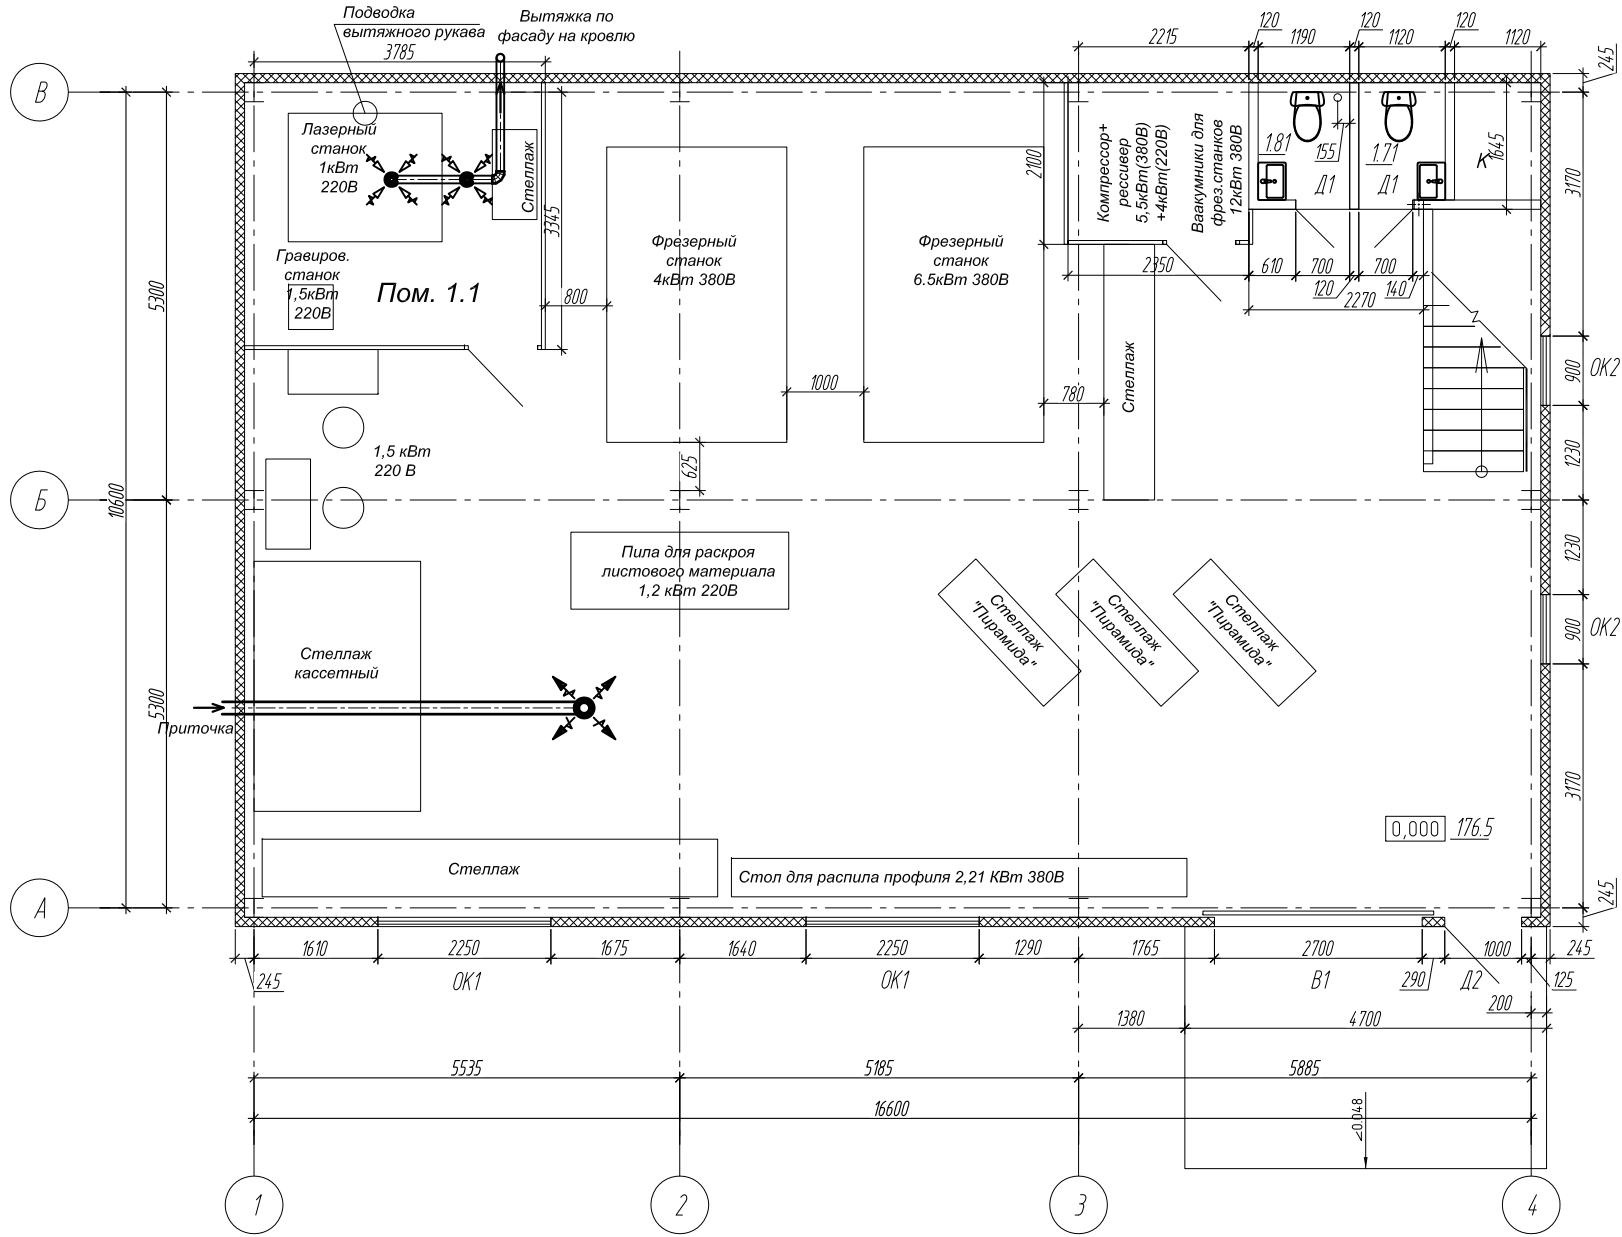 Подводка
вытяжного рукава
Вытяжка по
фасаду на кровлю
3785
2215
120
1190
120
1120
120
1120
245
В
Лазерный
станок
1кВт
220В
Стеллаж
3345
Гравиров.
станок
1,5кВт
220В
Пом. 1.1
800
Фрезерный
станок
4кВт 380В
1000
625
Фрезерный
станок
6.5кВт 380В
2100
780
Компрессор+
рессивер
5,5кВт(380В)
+4кВт(220В)
Ваакумники для
фрез.станков
12кВт 380В
1.81
155
Д1
1.71
Д1
К
1645
3170
2350
610
700
120
700
140
2270
Стеллаж
900
ОК2
1230
5300
10600
1,5 кВт
220 В
Б
Пила для раскроя
листового материала
1,2 кВт 220В
Стеллаж
"Пирамида"
Стеллаж
"Пирамида"
Стеллаж
"Пирамида"
1230
900
ОК2
Стеллаж
кассетный
5300
Приточка
3170
0,000
176.5
Стеллаж
Стол для распила профиля 2,21 КВт 380В
А
245
245
1610
2250
ОК1
1675
1640
2250
ОК1
1290
1765
2700
В1
290
1000
Д2
125
245
200
1380
4700
5535
5185
5885
16600
∠0.048
1
2
3
4